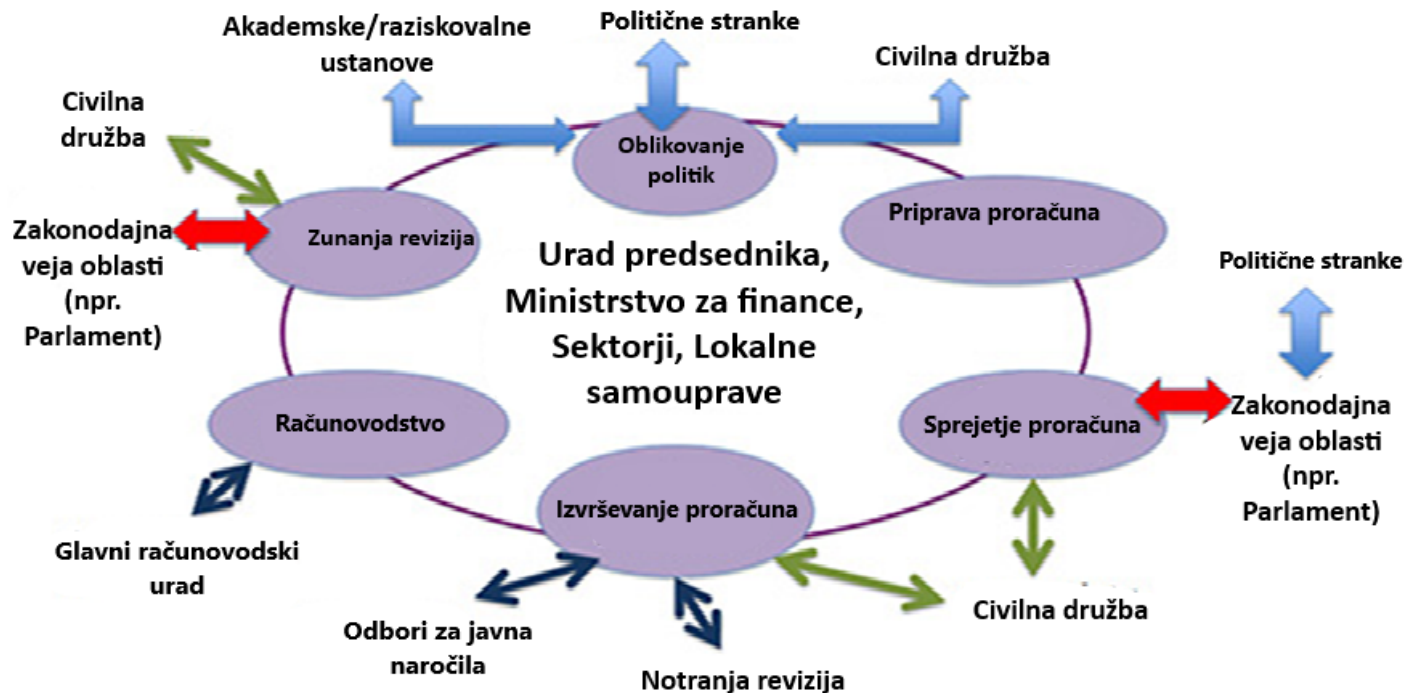 Politične stranke
Akademske/raziskovalne
ustanove
Civilna družba
Civilna
družba
Oblikovanje
politik
Priprava proračuna
Zunanja revizija
Zakonodajna
veja oblasti
(npr.
Parlament)
Urad predsednika,
Ministrstvo za finance,
Sektorji, Lokalne
samouprave
Politične stranke
Računovodstvo
Sprejetje proračuna
Zakonodajna
veja oblasti
(npr.
Parlament)
Izvrševanje proračuna
Glavni računovodski
urad
Odbori za javna
naročila
Civilna družba
Notranja revizija